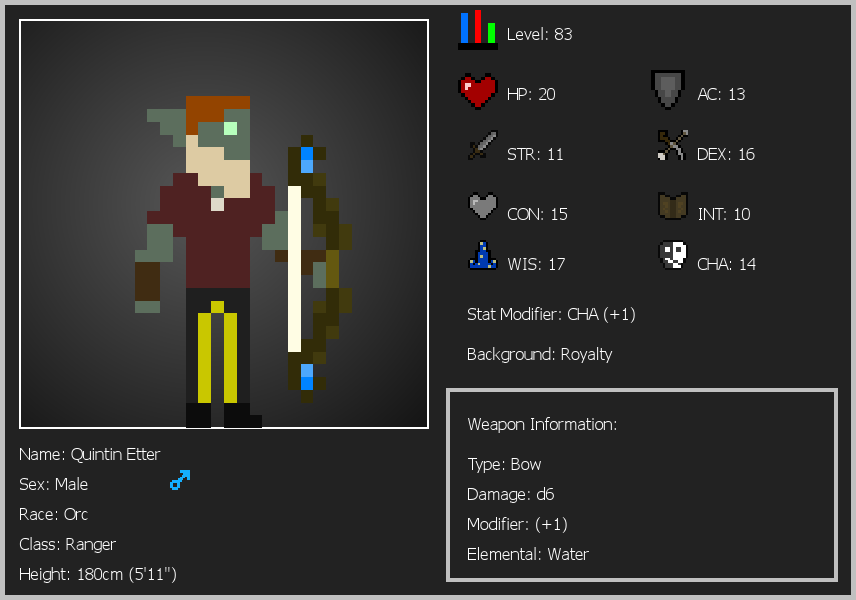 Level: 83
HP: 20
AC: 13
STR: 11
DEX: 16
CON: 15
INT: 10
WIS: 17
CHA: 14
Stat Modifier: CHA (+1)
Background: Royalty
Name: Quintin Etter
Sex: Male
Race: Orc
Class: Ranger
Height: 180cm (5'11")
Weapon Information:
Type: Bow
Damage: d6
Modifier: (+1)
Elemental: Water